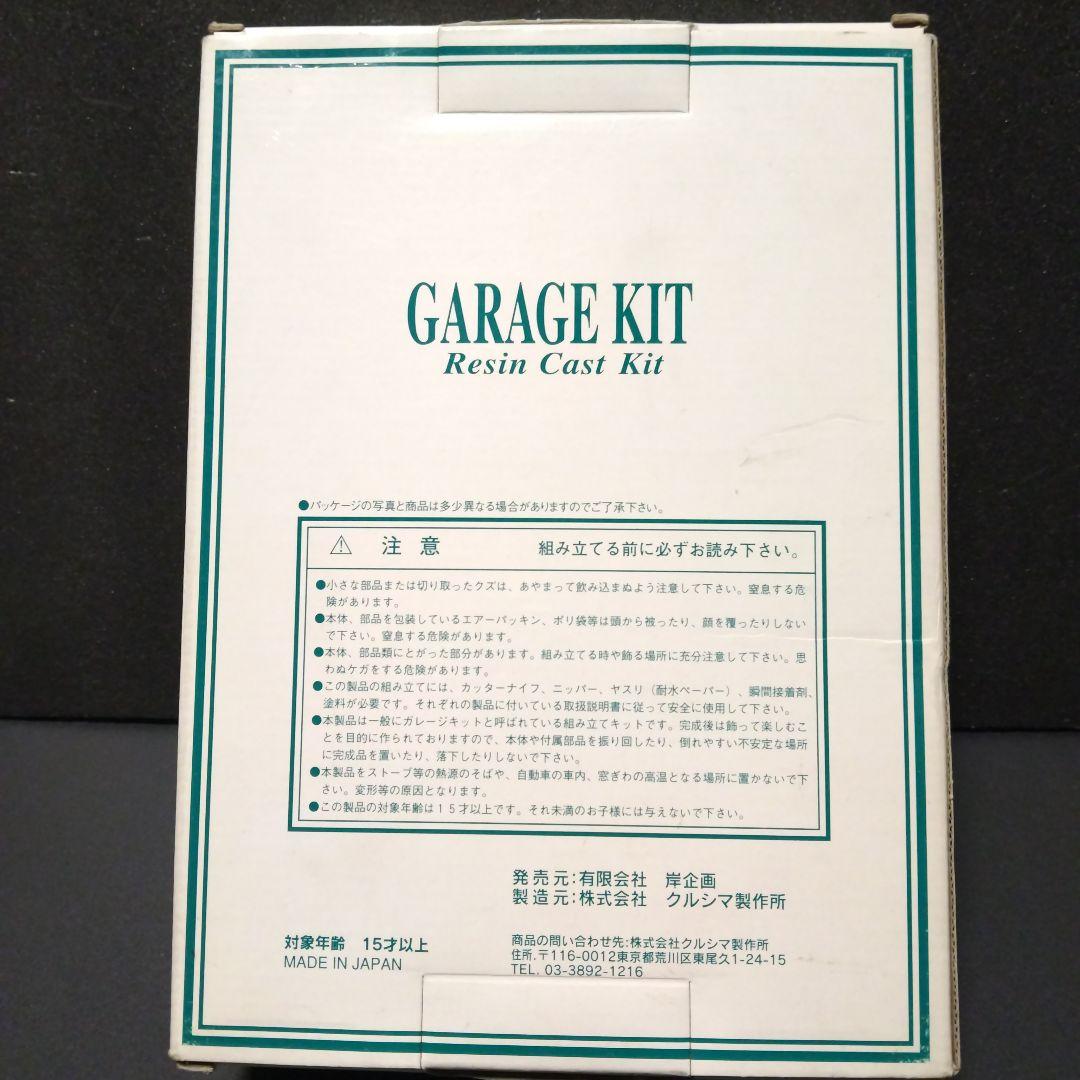 GARAGE KIT
Resin Cast Kit
●パッケージの写真と商品は多少異なる場合がありますのでご了承下さい。
⚠ 注 意 組み立てる前に必ずお読み下さい。
●小さな部品または切り取ったクズは、あやまって飲み込まぬよう注意して下さい。窒息する危
険があります。
●本体、部品を包装しているエアーパッキン、ポリ袋等は頭から被ったり、顔を覆ったりしない
で下さい。窒息する危険があります。
●本体、部品類にとがった部分があります。組み立てる時や飾る場所に充分注意して下さい。思
わぬケガをする危険があります。
●この製品の組み立てには、カッターナイフ、ニッパー、ヤスリ（耐水ペーパー）、瞬間接着剤、
塗料が必要です。それぞれの製品に付いている取扱説明書に従って安全に使用して下さい。
●本製品は一般にガレージキットと呼ばれている組み立てキットです。完成後は飾って楽しむこ
とを目的に作られておりますので、本体や付属部品を振り回したり、倒れやすい不安定な場所
に完成品を置いたり、落下したりしないで下さい。
●本製品をストーブ等の熱源のそばや、自動車の車内、窓ぎわの高温となる場所に置かないで下
さい。変形等の原因となります。
●この製品の対象年齢は１５才以上です。それ未満のお子様には与えないで下さい。
発売元:有限会社 岸企画
製造元:株式会社 クルシマ製作所
対象年齢 15才以上
MADE IN JAPAN
商品の問い合わせ先:株式会社クルシマ製作所
住所.〒116-0012東京都荒川区東尾久1-24-15
TEL. 03-3892-1216